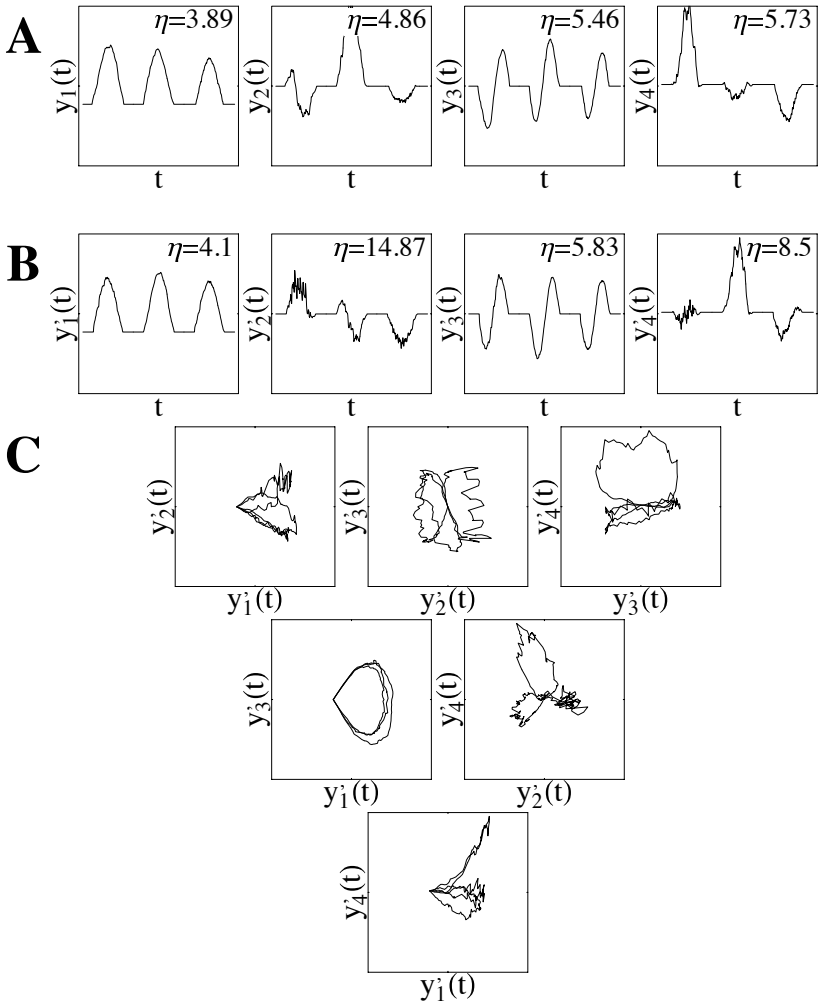 A
η=3.89
η=4.86
η=5.46
η=5.73
y₁(t)
y₂(t)
y₃(t)
y₄(t)
t
t
t
t
B
η=4.1
η=14.87
η=5.83
η=8.5
y'₁(t)
y'₂(t)
y'₃(t)
y'₄(t)
t
t
t
t
C
y'₂(t)
y'₃(t)
y'₄(t)
y'₁(t)
y'₂(t)
y'₃(t)
y'₃(t)
y'₄(t)
y'₁(t)
y'₂(t)
y'₄(t)
y'₁(t)